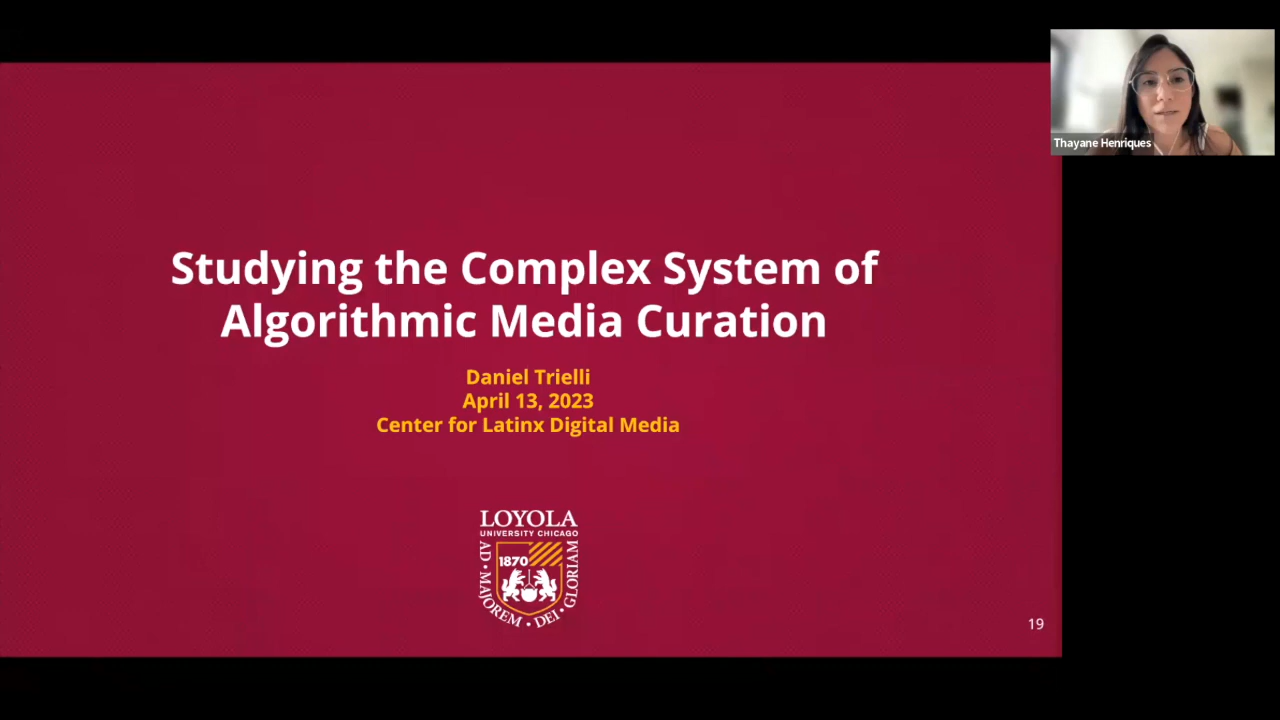 Thayane Henriques
Studying the Complex System of
Algorithmic Media Curation
Daniel Trielli
April 13, 2023
Center for Latinx Digital Media
LOYOLA
UNIVERSITY CHICAGO
1870
AD • MAJOREM • DEI • GLORIAM
19